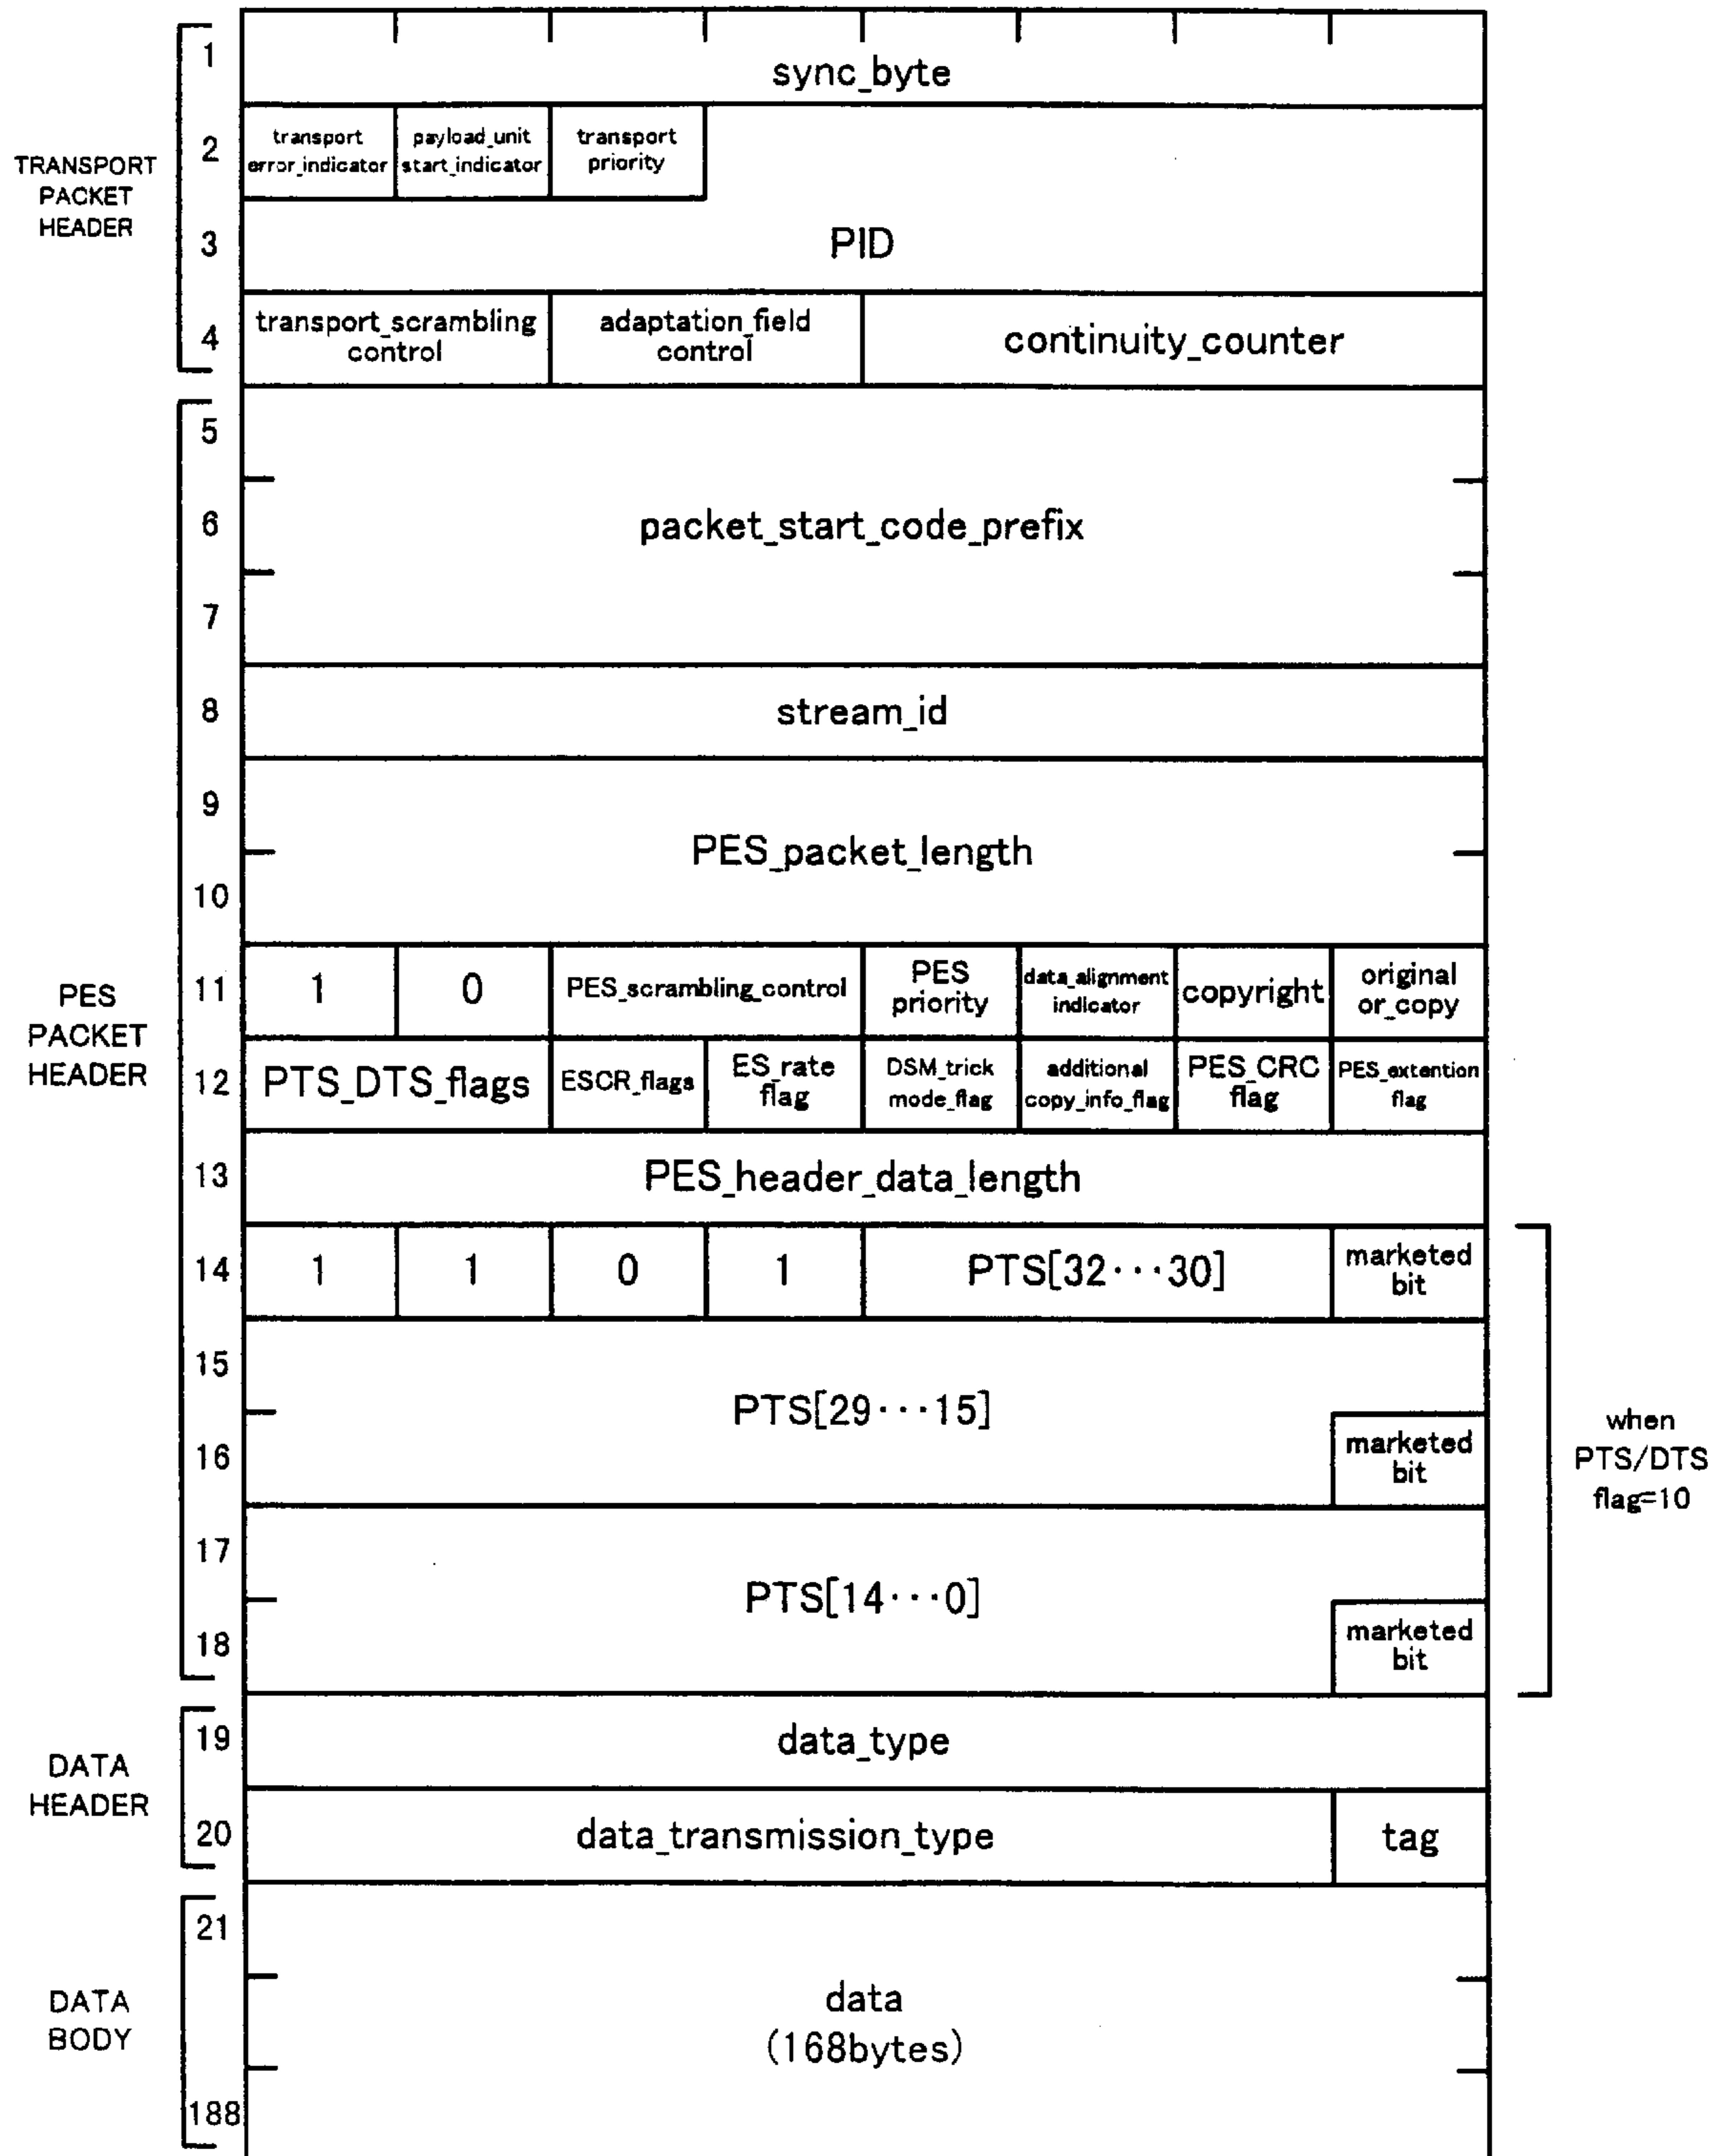 TRANSPORT
PACKET
HEADER
1
sync_byte
2
transport
error_indicator
payload_unit
start_indicator
transport
priority
3
PID
4
transport_scrambling
control
adaptation_field
control
continuity_counter
PES
PACKET
HEADER
5
6
packet_start_code_prefix
7
8
stream_id
9
PES_packet_length
10
11
1
0
PES_scrambling_control
PES
priority
data_alignment
indicator
copyright
original
or_copy
12
PTS_DTS_flags
ESCR_flags
ES_rate
flag
DSM_trick
mode_flag
additional
copy_info_flag
PES_CRC
flag
PES_extention
flag
13
PES_header_data_length
14
1
1
0
1
PTS[32···30]
marketed
bit
15
PTS[29···15]
16
marketed
bit
17
PTS[14···0]
18
marketed
bit
when
PTS/DTS
flag=10
DATA
HEADER
19
data_type
20
data_transmission_type
tag
DATA
BODY
21
data
(168bytes)
188